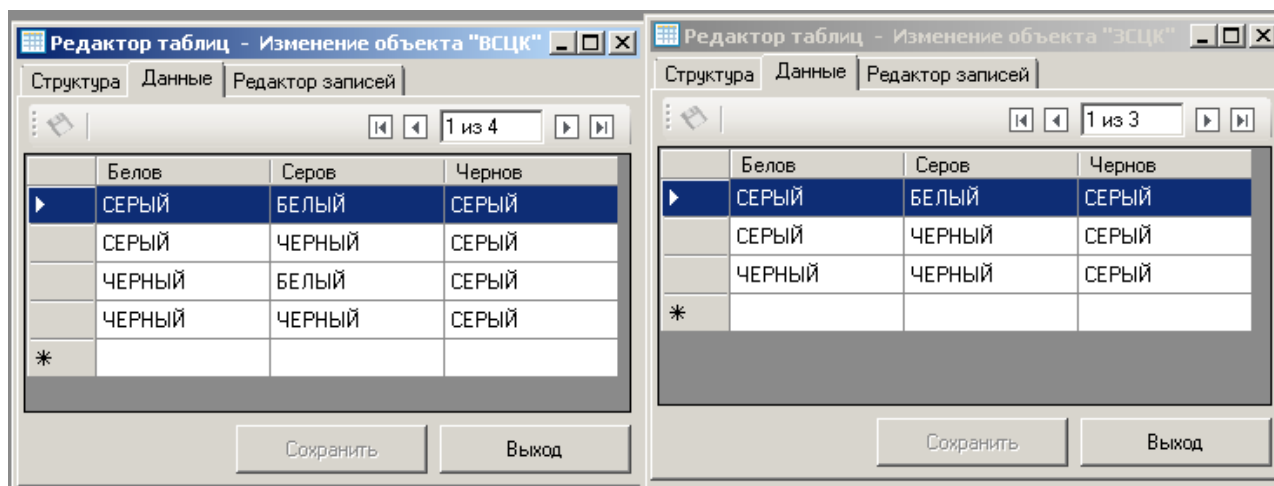 Редактор таблиц - Изменение объекта "ВСЦК"
Структура Данные Редактор записей
1 из 4
Белов Серов Чернов
СЕРЫЙ БЕЛЫЙ СЕРЫЙ
СЕРЫЙ ЧЕРНЫЙ СЕРЫЙ
ЧЕРНЫЙ БЕЛЫЙ СЕРЫЙ
ЧЕРНЫЙ ЧЕРНЫЙ СЕРЫЙ
Сохранить Выход
Редактор таблиц - Изменение объекта "ЗСЦК"
Структура Данные Редактор записей
1 из 3
Белов Серов Чернов
СЕРЫЙ БЕЛЫЙ СЕРЫЙ
СЕРЫЙ ЧЕРНЫЙ СЕРЫЙ
ЧЕРНЫЙ ЧЕРНЫЙ СЕРЫЙ
Сохранить Выход